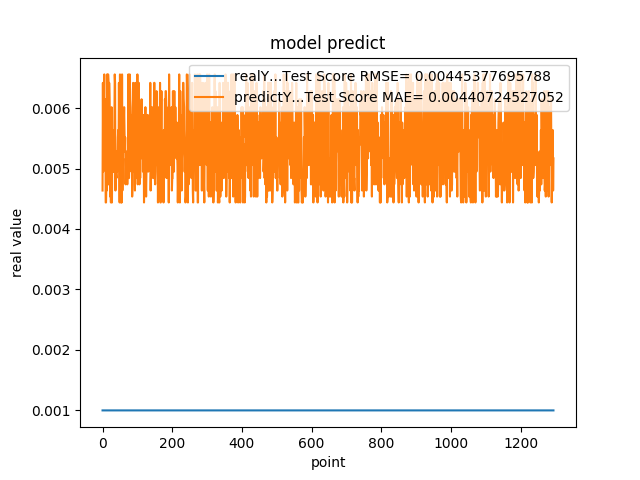 model predict
realY...Test Score RMSE= 0.00445377695788
predictY...Test Score MAE= 0.00440724527052
0.006
0.005
0.004
0.003
0.002
0.001
real value
0 200 400 600 800 1000 1200
point